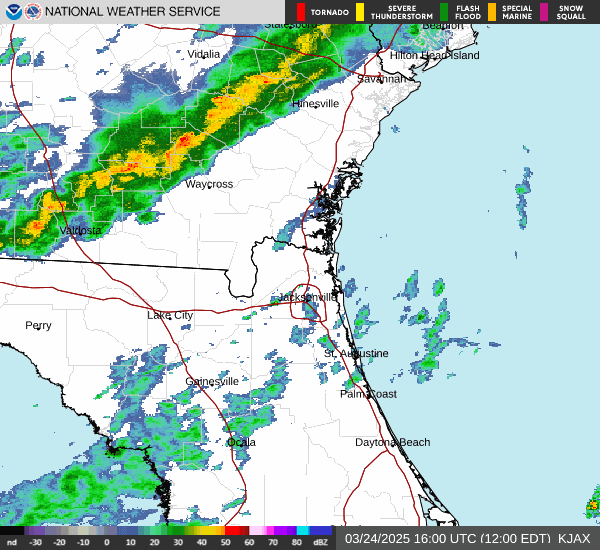 NATIONAL WEATHER SERVICE
TORNADO
SEVERE THUNDERSTORM
FLASH FLOOD
SPECIAL MARINE
SNOW SQUALL
Statesboro
Beaufort
Vidalia
Hilton Head Island
Savannah
Hinesville
Waycross
Valdosta
Jacksonville
Lake City
Perry
St. Augustine
Gainesville
Palm Coast
Ocala
Daytona Beach
nd -30 -20 -10 0 10 20 30 40 50 60 70 80 dBZ
03/24/2025 16:00 UTC (12:00 EDT) KJAX